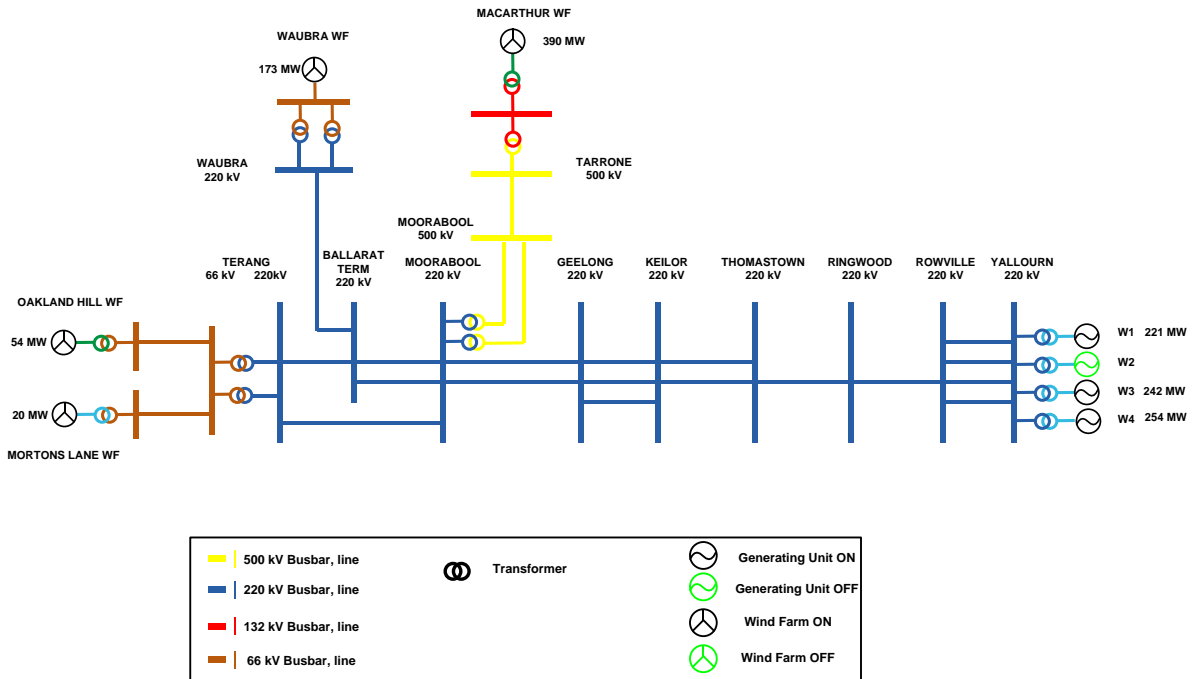 MACARTHUR WF
390 MW
WAUBRA WF
173 MW
WAUBRA
220 kV
TARRONE
500 kV
MOORABOOL
500 kV
TERANG
66 kV 220kV
BALLARAT
TERM
220 kV
MOORABOOL
220 kV
GEELONG
220 kV
KEILOR
220 kV
THOMASTOWN
220 kV
RINGWOOD
220 kV
ROWVILLE
220 kV
YALLOURN
220 kV
OAKLAND HILL WF
54 MW
20 MW
MORTONS LANE WF
W1 221 MW
W2
W3 242 MW
W4 254 MW
500 kV Busbar, line
220 kV Busbar, line
132 kV Busbar, line
66 kV Busbar, line
Transformer
Generating Unit ON
Generating Unit OFF
Wind Farm ON
Wind Farm OFF